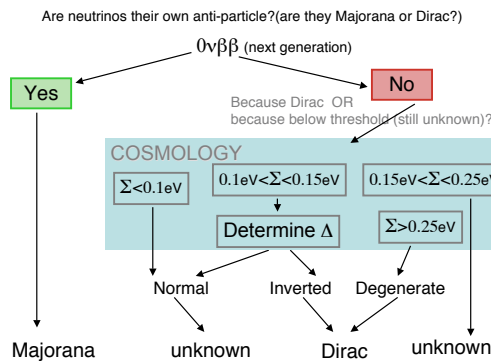 Are neutrinos their own anti-particle?(are they Majorana or Dirac?)
0νββ (next generation)
Yes
No
Because Dirac OR
because below threshold (still unknown)?
COSMOLOGY
Σ<0.1eV
0.1eV<Σ<0.15eV
0.15eV<Σ<0.25eV
Determine Δ
Σ>0.25eV
Normal
Inverted
Degenerate
Majorana
unknown
Dirac
unknown